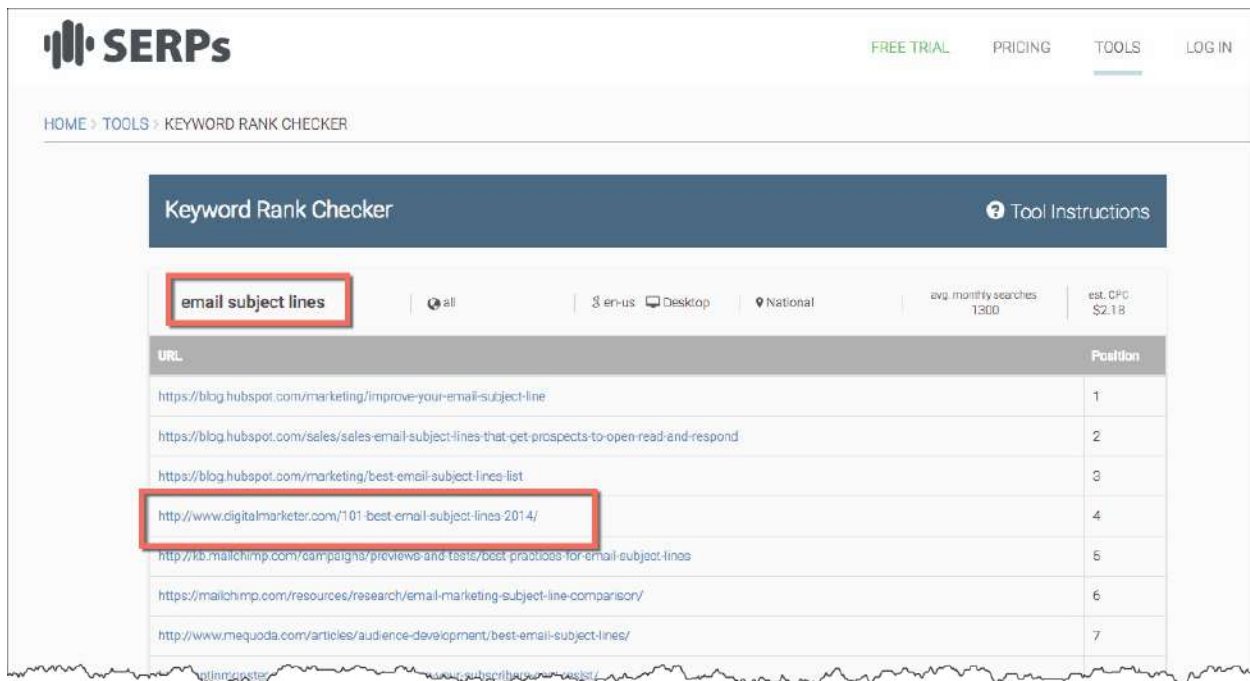 SERPs
FREE TRIAL PRICING TOOLS LOG IN
HOME > TOOLS > KEYWORD RANK CHECKER
Keyword Rank Checker Tool Instructions
email subject lines all en-us Desktop National avg. monthly searches 1300 est. CPC $2.18
URL Position
https://blog.hubspot.com/marketing/improve-your-email-subject-line 1
https://blog.hubspot.com/sales/sales-email-subject-lines-that-get-prospects-to-open-read-and-respond 2
https://blog.hubspot.com/marketing/best-email-subject-lines-list 3
http://www.digitalmarketer.com/101-best-email-subject-lines-2014/ 4
http://kb.mailchimp.com/campaigns/previews-and-tests/best-practices-for-email-subject-lines 5
https://mailchimp.com/resources/research/email-marketing-subject-line-comparison/ 6
http://www.mequoda.com/articles/audience-development/best-email-subject-lines/ 7